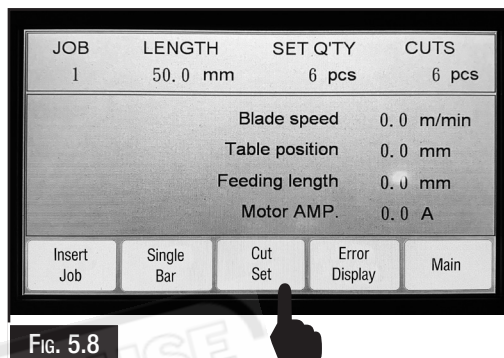 JOB LENGTH SET Q'TY CUTS
1 50.0 mm 6 pcs 6 pcs
Blade speed 0.0 m/min
Table position 0.0 mm
Feeding length 0.0 mm
Motor AMP. 0.0 A
Insert Job Single Bar Cut Set Error Display Main
FIG. 5.8